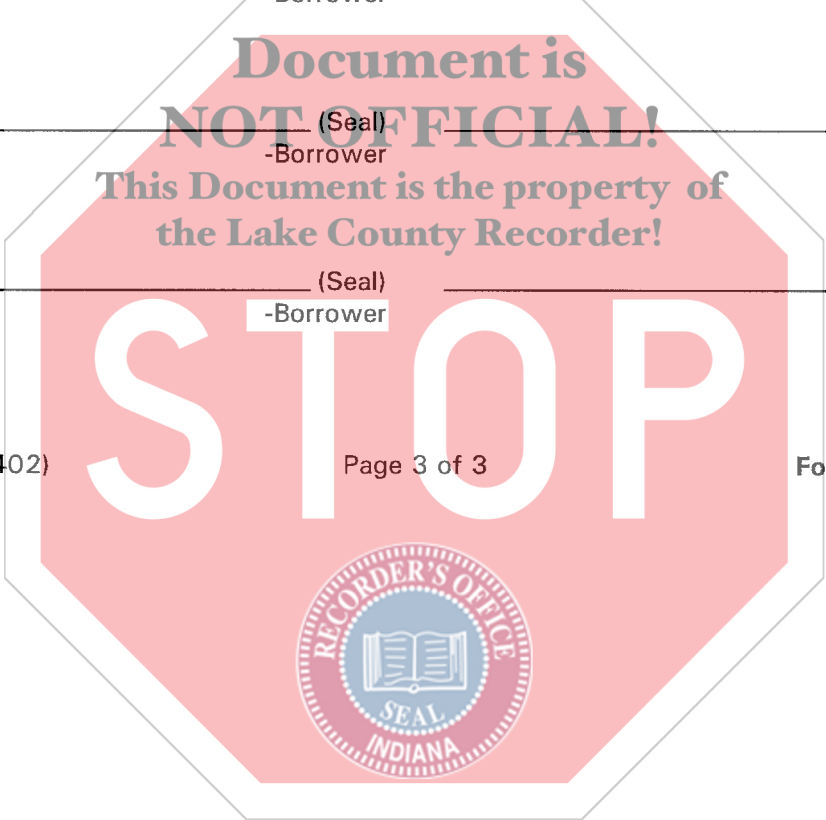 -Borrower
Document is
NOT OFFICIAL!
(Seal)
-Borrower
This Document is the property of
the Lake County Recorder!
(Seal)
-Borrower
STOP
402)
Page 3 of 3
Fo
RECORDER'S OFFICE
SEAL
INDIANA